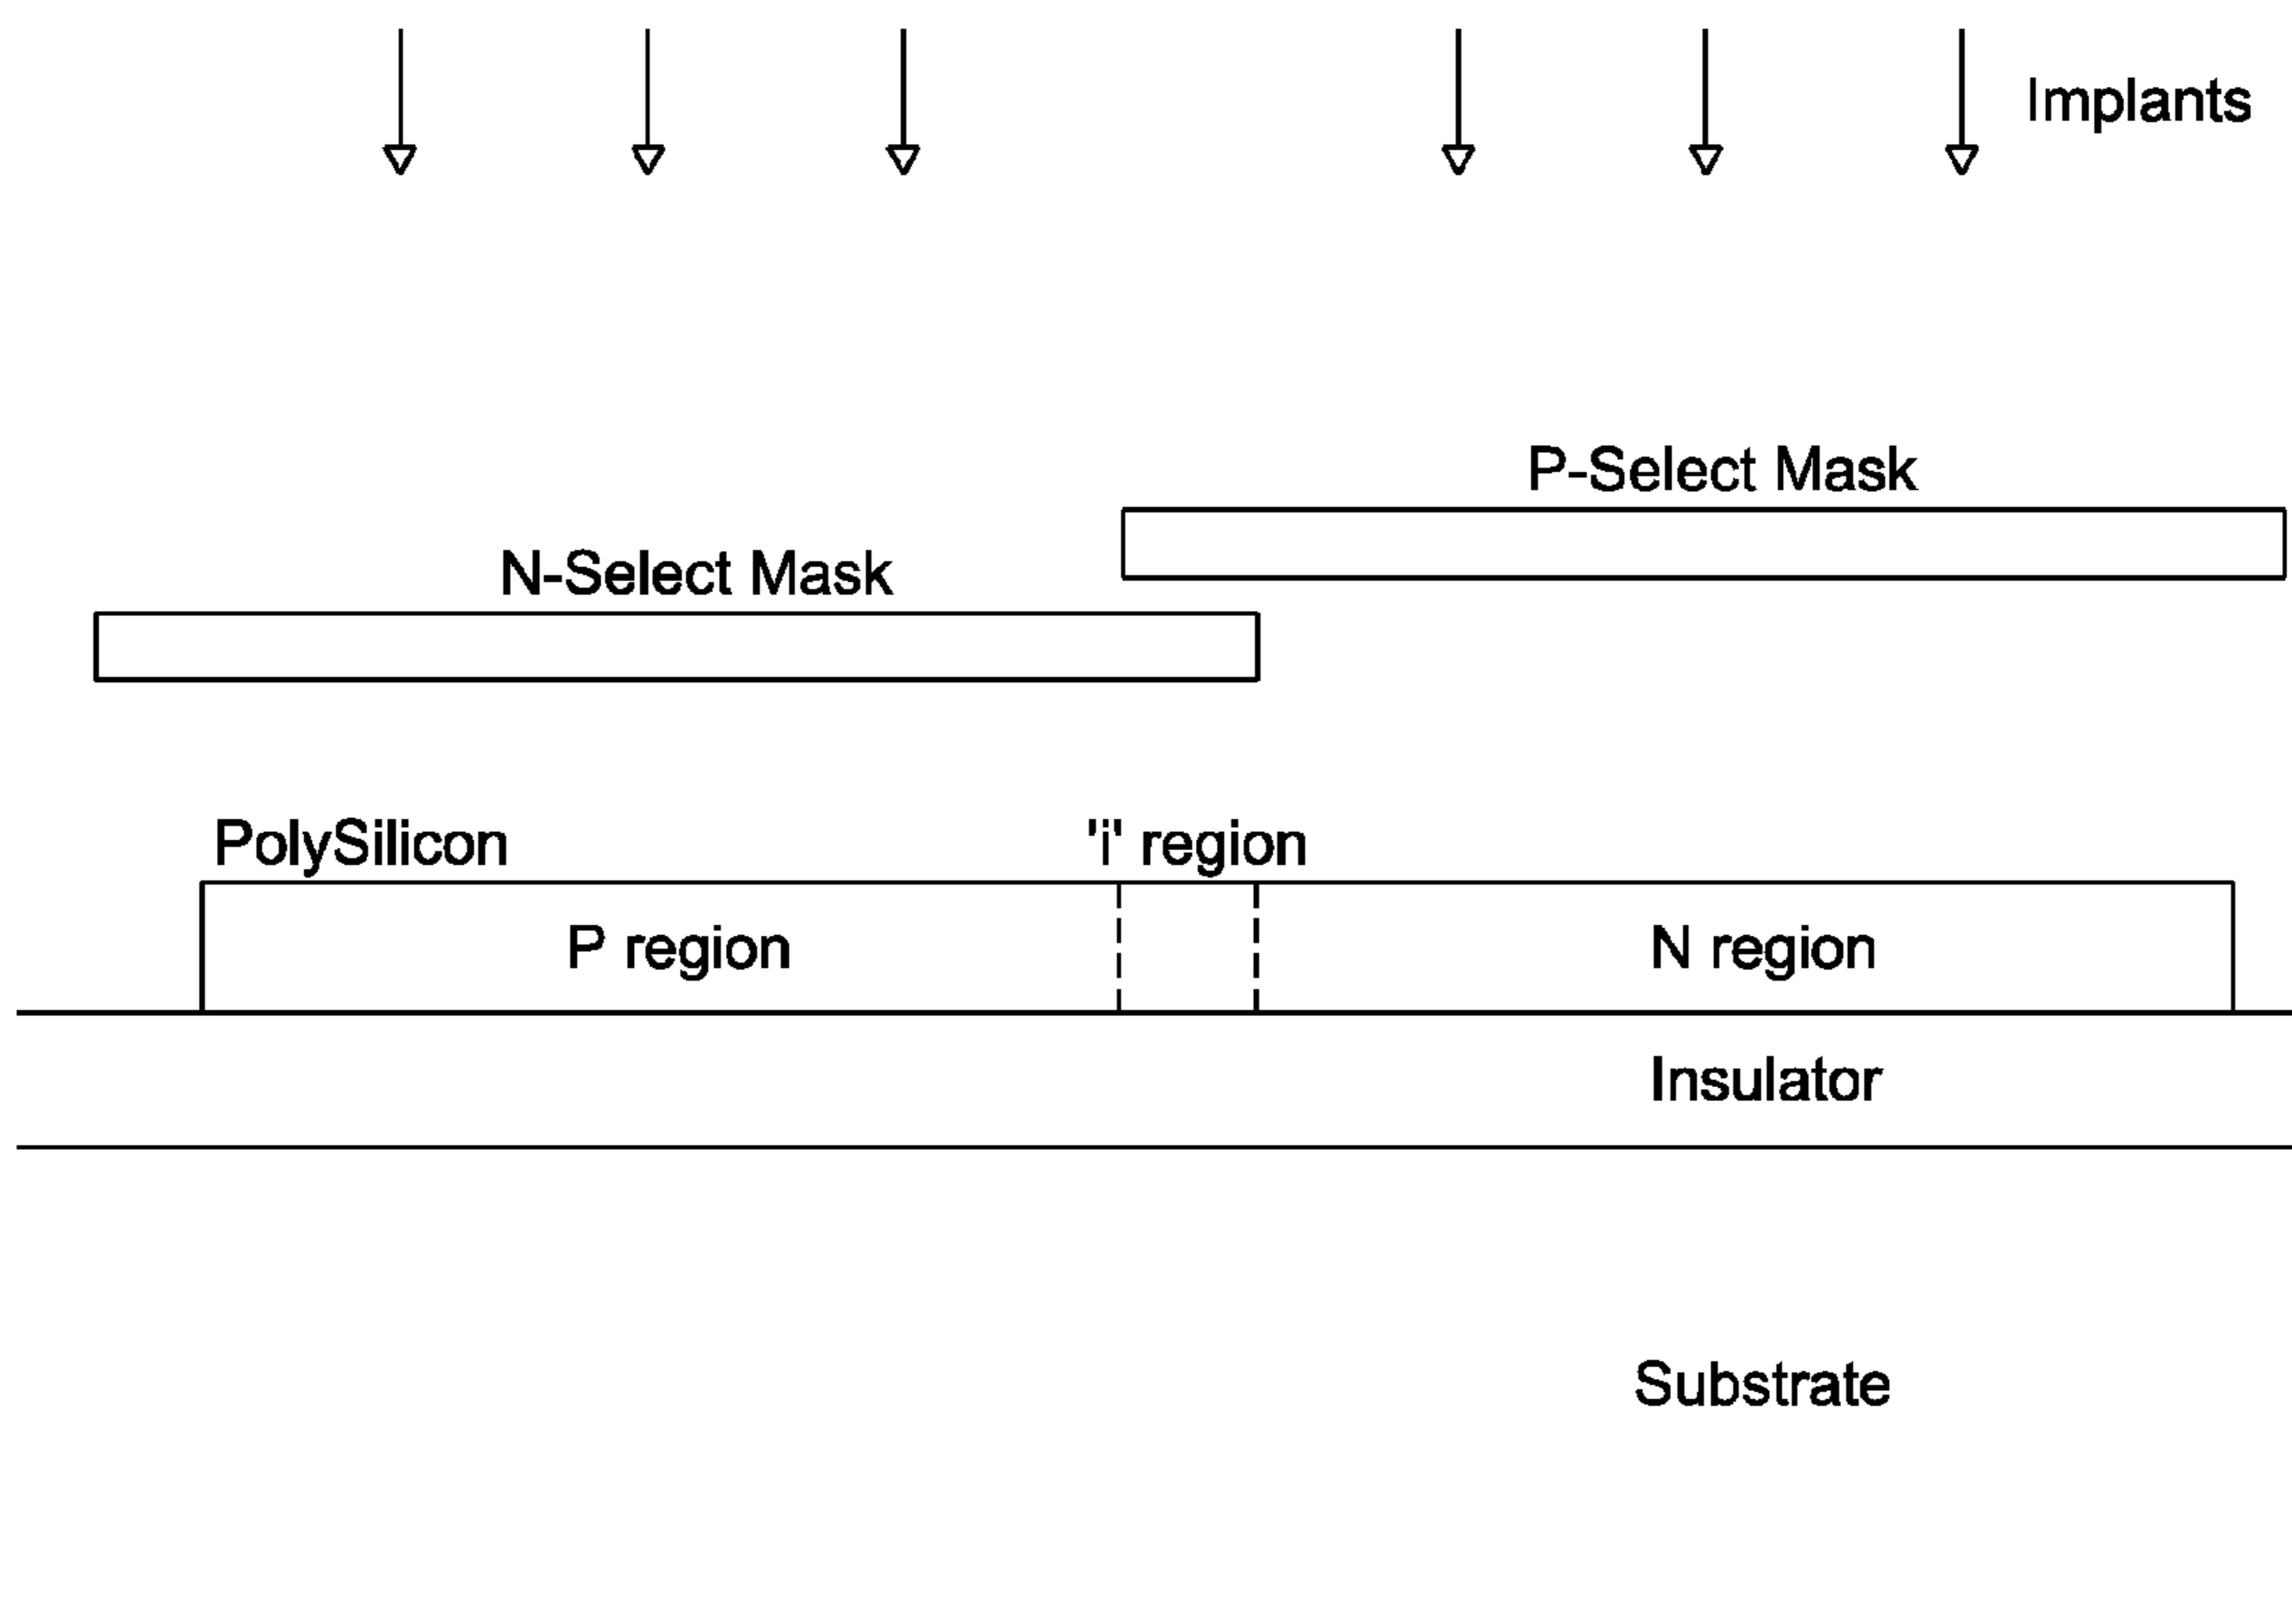 Implants
P-Select Mask
N-Select Mask
PolySilicon
'i' region
P region
N region
Insulator
Substrate